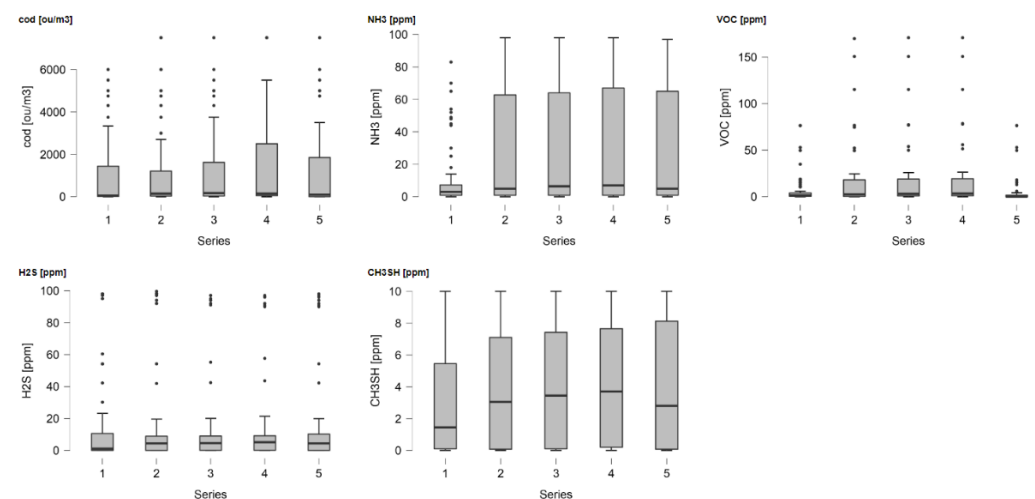 cod [ou/m3]
cod [ou/m3]
6000
4000
2000
0
1 2 3 4 5
Series
NH3 [ppm]
NH3 [ppm]
100
80
60
40
20
0
1 2 3 4 5
Series
VOC [ppm]
VOC [ppm]
150
100
50
0
1 2 3 4 5
Series
H2S [ppm]
H2S [ppm]
100
80
60
40
20
0
1 2 3 4 5
Series
CH3SH [ppm]
CH3SH [ppm]
10
8
6
4
2
0
1 2 3 4 5
Series